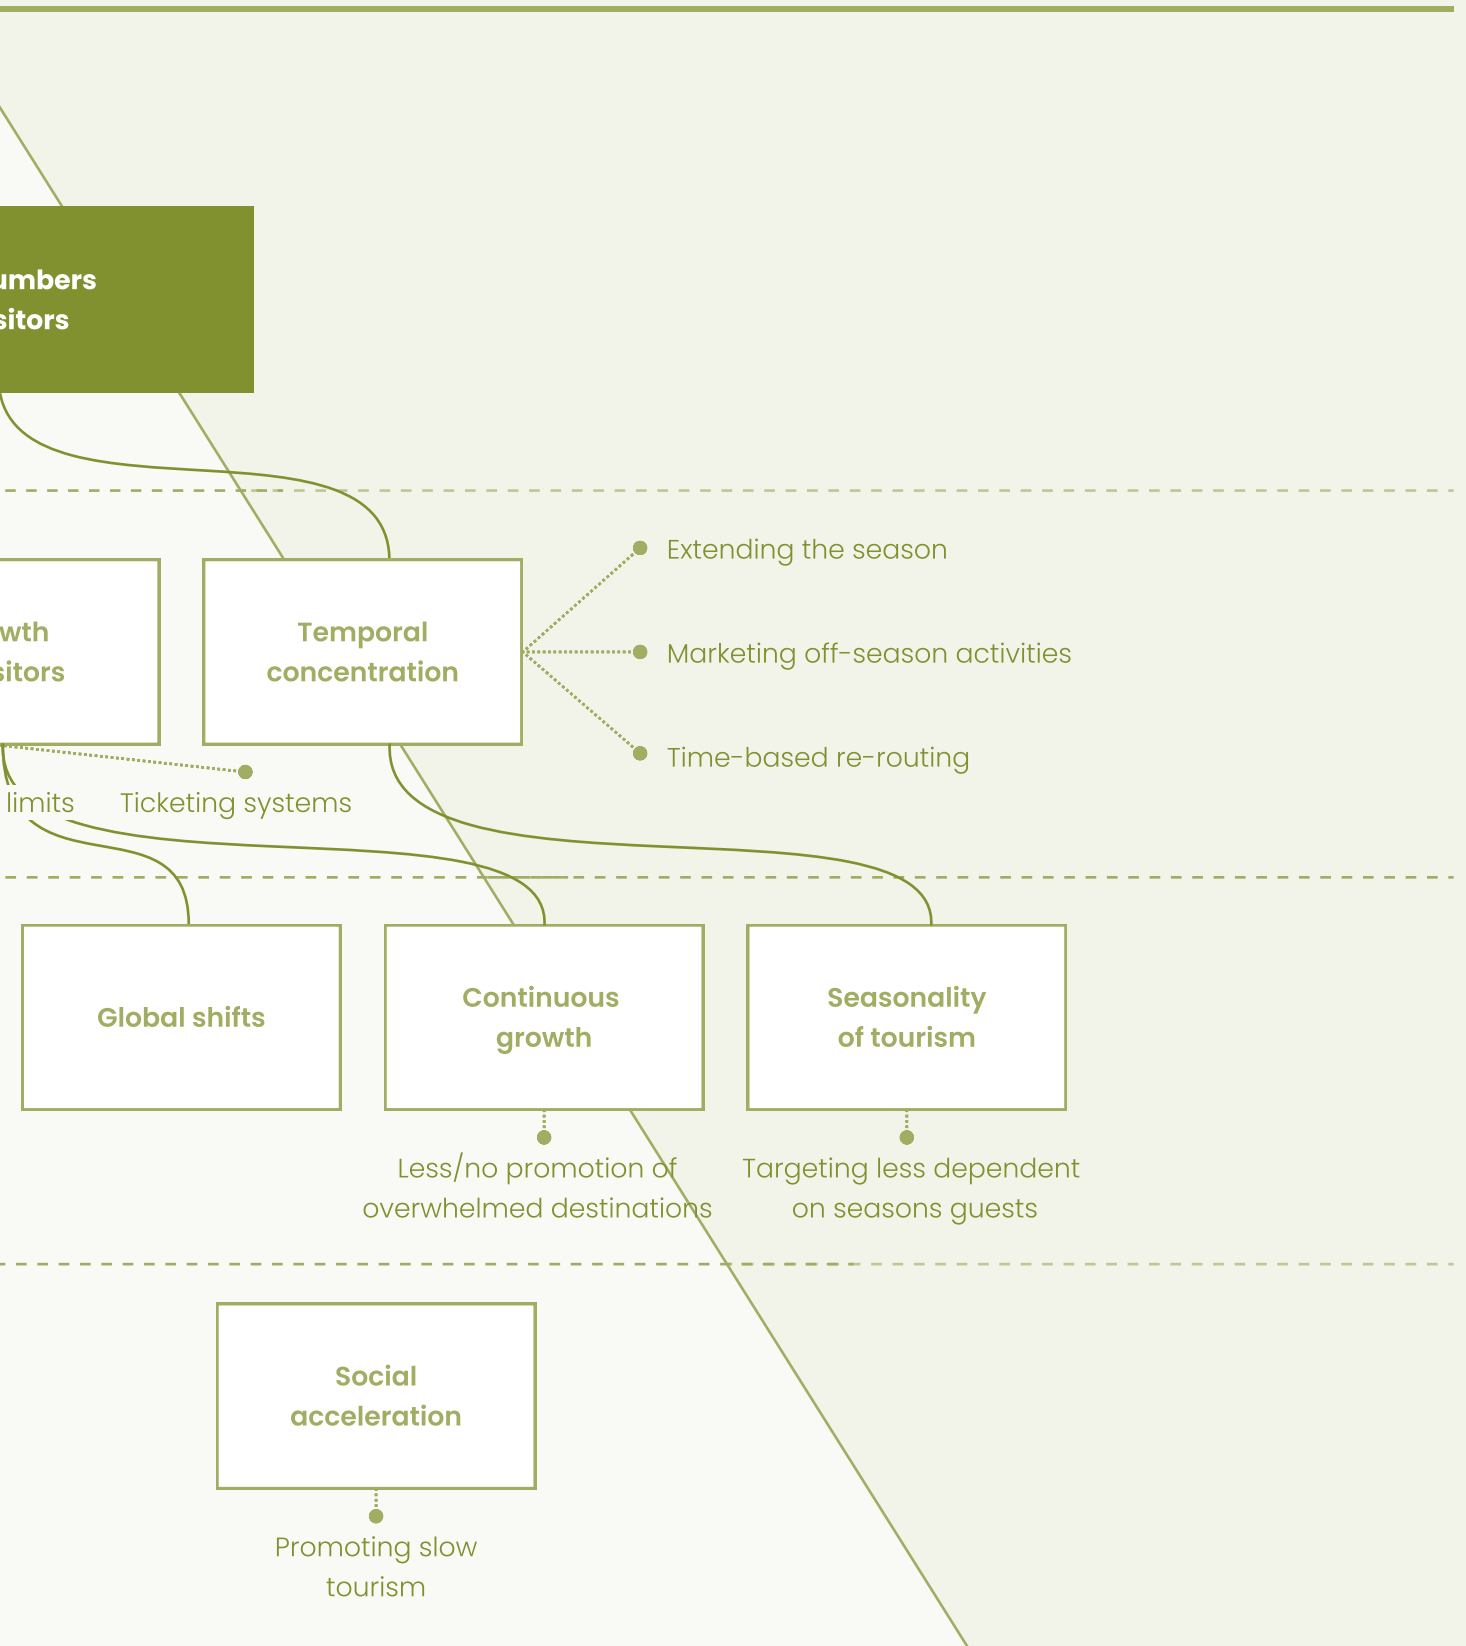 umbers
sitors
Extending the season
wth
sitors
Temporal
concentration
Marketing off-season activities
Time-based re-routing
limits
Ticketing systems
Global shifts
Continuous
growth
Seasonality
of tourism
Less/no promotion of
overwhelmed destinations
Targeting less dependent
on seasons guests
Social
acceleration
Promoting slow
tourism